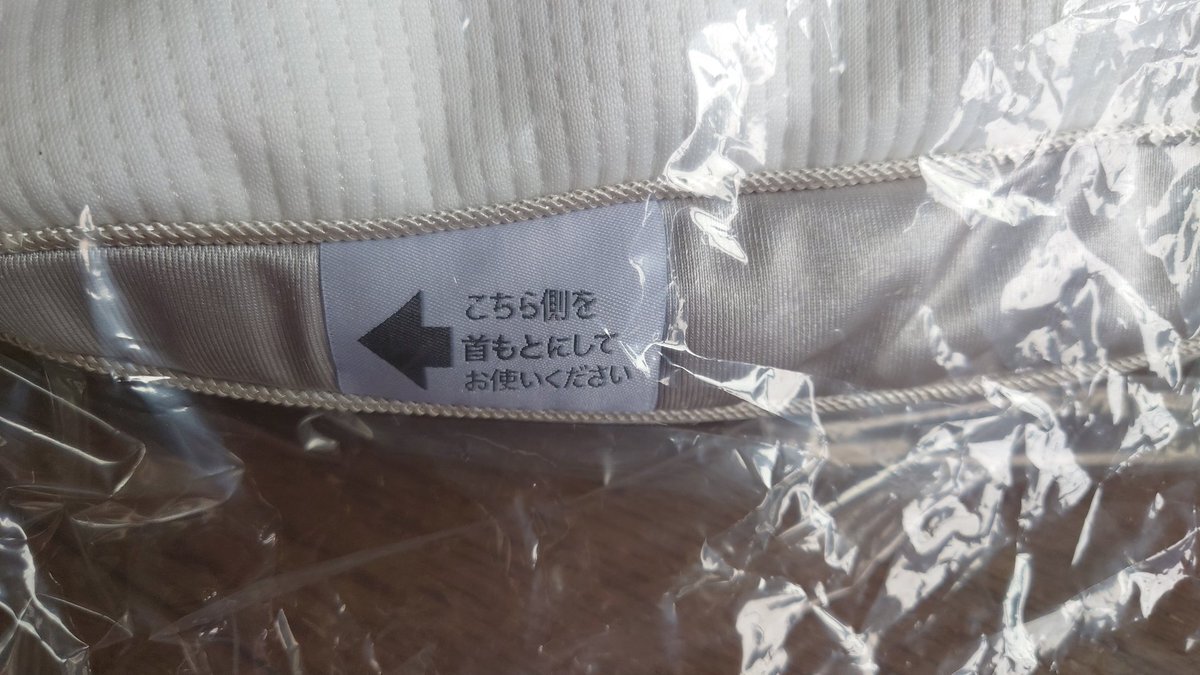 こちら側を
首もとにして
お使いください